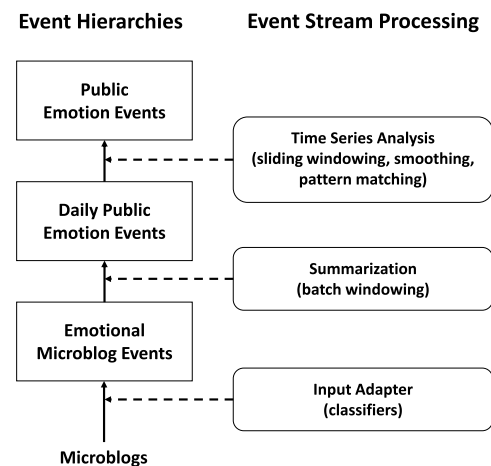 Event Hierarchies
Event Stream Processing
Public
Emotion Events
Time Series Analysis
(sliding windowing, smoothing,
pattern matching)
Daily Public
Emotion Events
Summarization
(batch windowing)
Emotional
Microblog Events
Input Adapter
(classifiers)
Microblogs